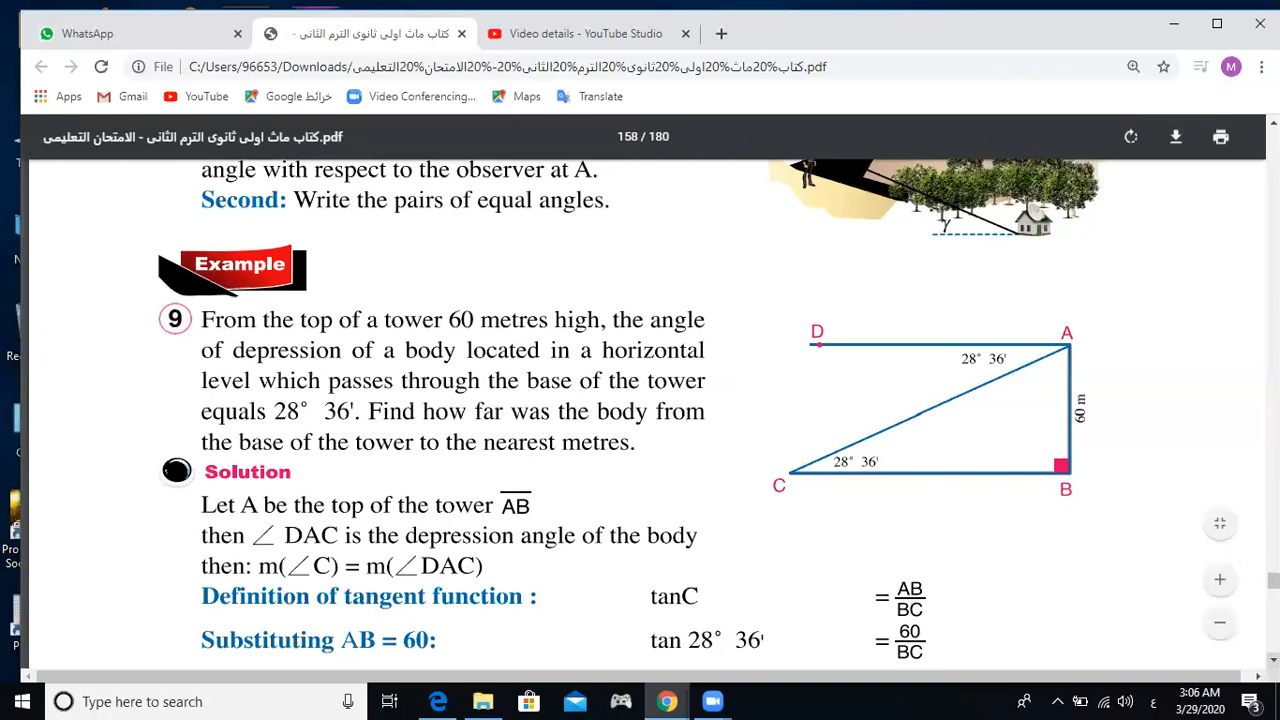 WhatsApp
كتاب ماث اولى ثانوى الترم الثانى -
Video details - YouTube Studio
File
C:/Users/96653/Downloads/كتاب%20ماث%20اولى%20ثانوى%20الترم%20الثانى%20-%20الامتحان%20التعليمى.pdf
M
Apps
Gmail
YouTube
خرائط Google
Video Conferencing...
Maps
Translate
كتاب ماث اولى ثانوى الترم الثانى - الامتحان التعليمى.pdf
158 / 180
angle with respect to the observer at A.
Second: Write the pairs of equal angles.
Y
Example
9 From the top of a tower 60 metres high, the angle
of depression of a body located in a horizontal
level which passes through the base of the tower
equals 28° 36'. Find how far was the body from
the base of the tower to the nearest metres.
D
A
28° 36'
60 m
28° 36'
C
B
Solution
Let A be the top of the tower AB
then ∠ DAC is the depression angle of the body
then: m(∠C) = m(∠DAC)
Definition of tangent function : tanC = AB/BC
Substituting AB = 60: tan 28° 36' = 60/BC
Type here to search
ع
3:06 AM
3/29/2020
3